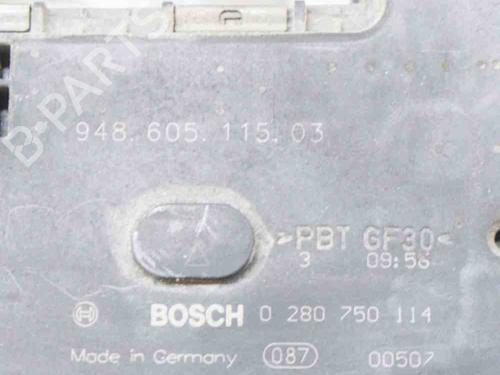 B-PARTS
948.605.115.03
>PBT GF30<
3 09:56
BOSCH 0 280 750 114
Made in Germany 087 00507